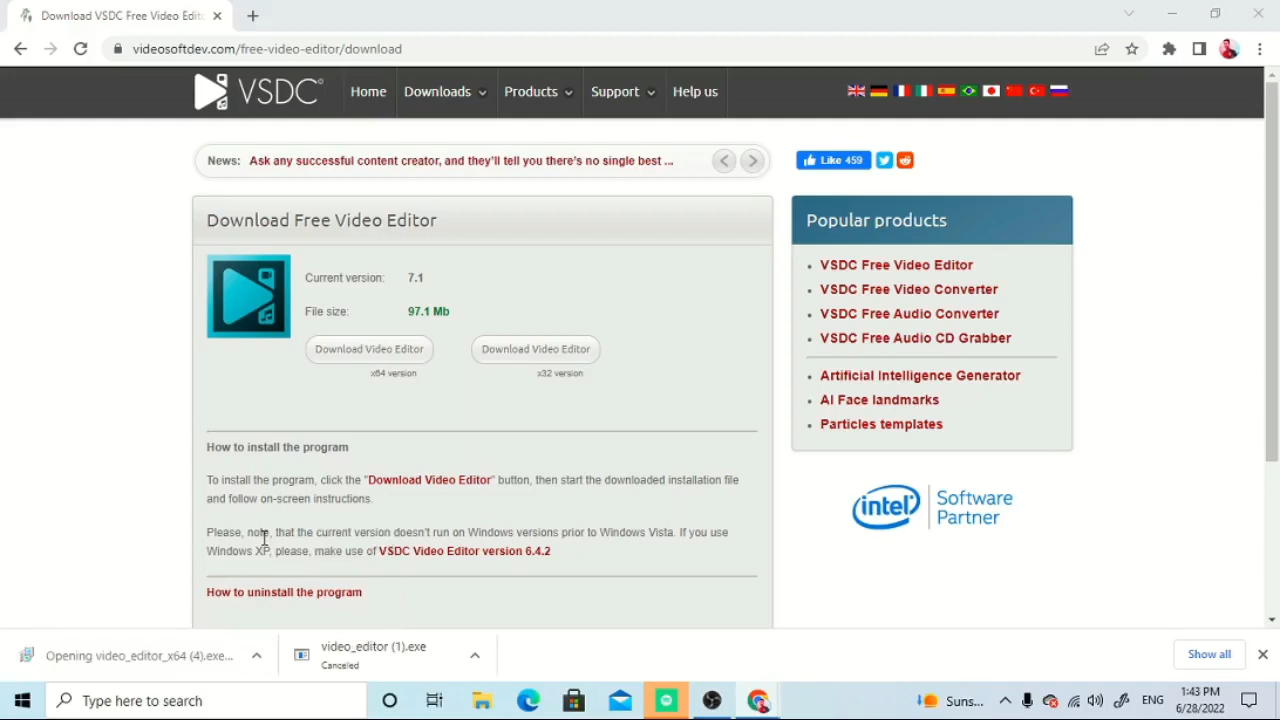 Download VSDC Free Video Edito
videosoftdev.com/free-video-editor/download
VSDC
Home
Downloads
Products
Support
Help us
News: Ask any successful content creator, and they'll tell you there's no single best ...
Like 459
Download Free Video Editor
Current version: 7.1
File size: 97.1 Mb
Download Video Editor
x64 version
Download Video Editor
x32 version
How to install the program
To install the program, click the "Download Video Editor" button, then start the downloaded installation file
and follow on-screen instructions.
Please, note, that the current version doesn't run on Windows versions prior to Windows Vista. If you use
Windows XP, please, make use of VSDC Video Editor version 6.4.2
How to uninstall the program
Popular products
VSDC Free Video Editor
VSDC Free Video Converter
VSDC Free Audio Converter
VSDC Free Audio CD Grabber
Artificial Intelligence Generator
AI Face landmarks
Particles templates
intel Software
Partner
Opening video_editor_x64 (4).exe...
video_editor (1).exe
Canceled
Show all
Type here to search
Suns...
ENG
1:43 PM
6/28/2022